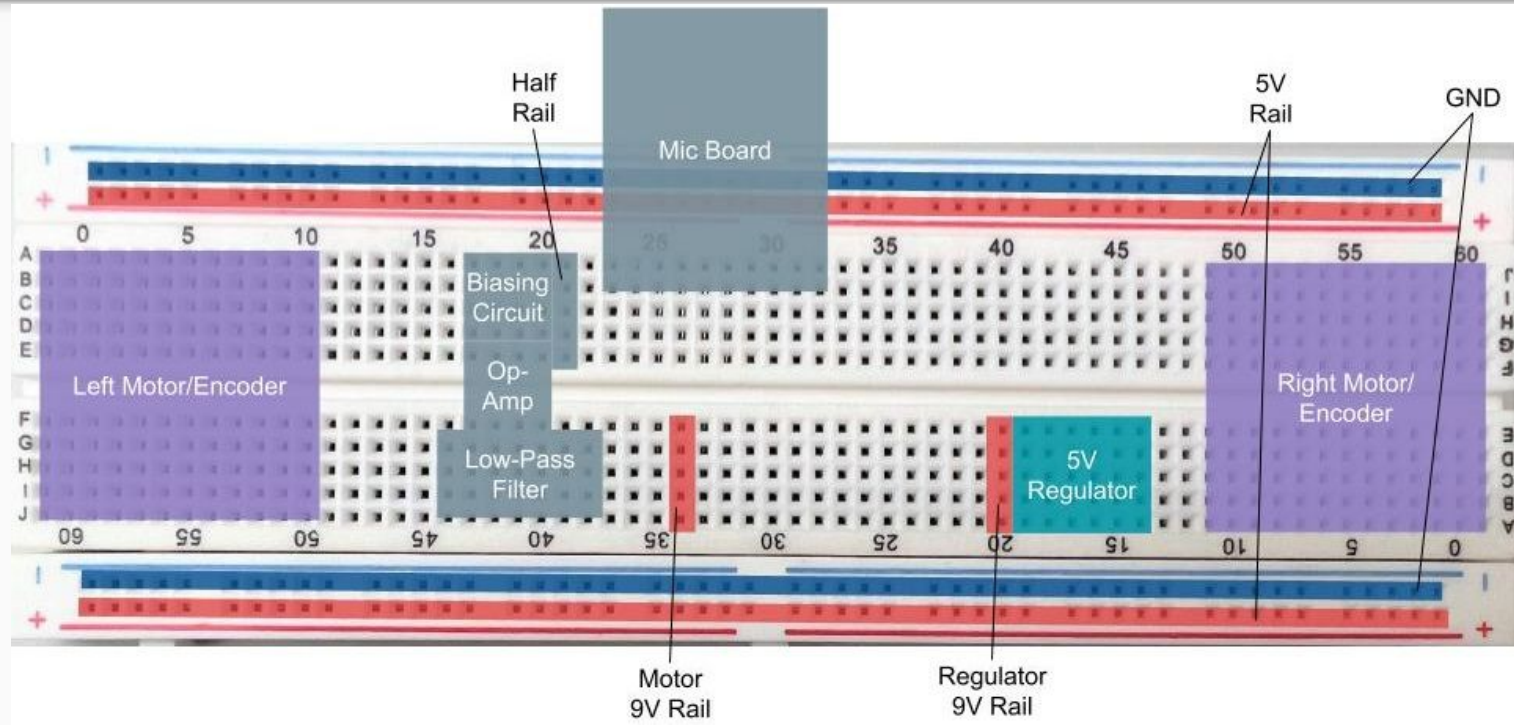 Half
Rail
5V
Rail
GND
Mic Board
0 5 10 15 20 25 30 35 40 45 50 55 60
A
B
C
D
E
Biasing
Circuit
J
I
H
G
F
Left Motor/Encoder
Op-
Amp
Right Motor/
Encoder
F
G
H
I
J
Low-Pass
Filter
5V
Regulator
E
D
C
B
A
60 55 50 45 40 35 30 25 20 15 10 5 0
Motor
9V Rail
Regulator
9V Rail